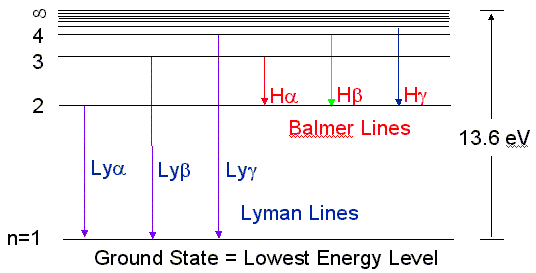 ∞
4
3
2
Hα Hβ Hγ
Balmer Lines
13.6 eV
Lyα Lyβ Lyγ
Lyman Lines
n=1
Ground State = Lowest Energy Level